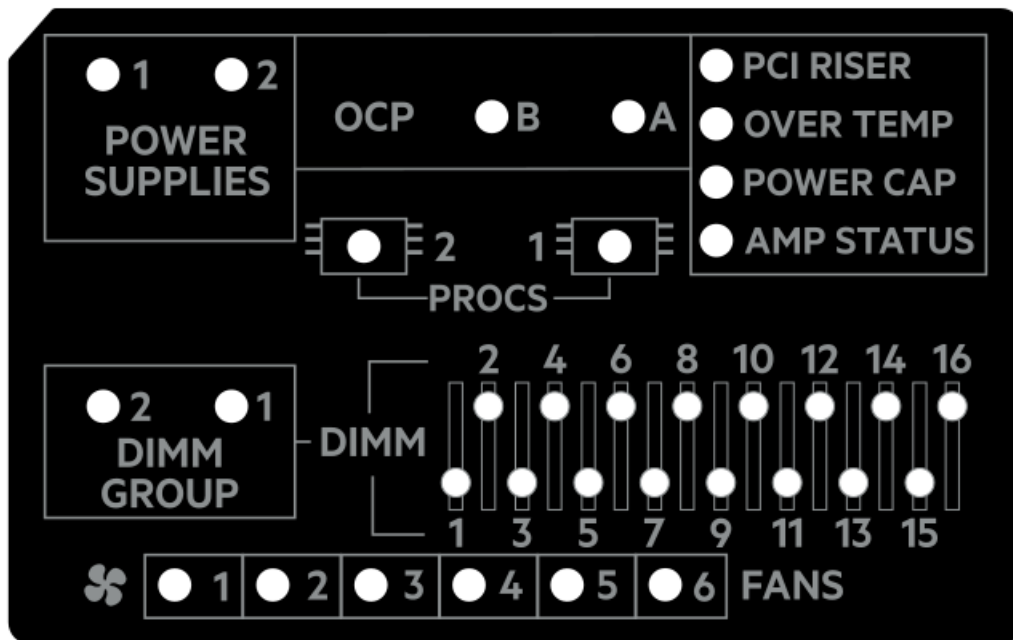 1 2
POWER
SUPPLIES
OCP B A
PCI RISER
OVER TEMP
POWER CAP
AMP STATUS
2 1
PROCS
2 1
DIMM
GROUP
DIMM
2 4 6 8 10 12 14 16
1 3 5 7 9 11 13 15
1 2 3 4 5 6 FANS